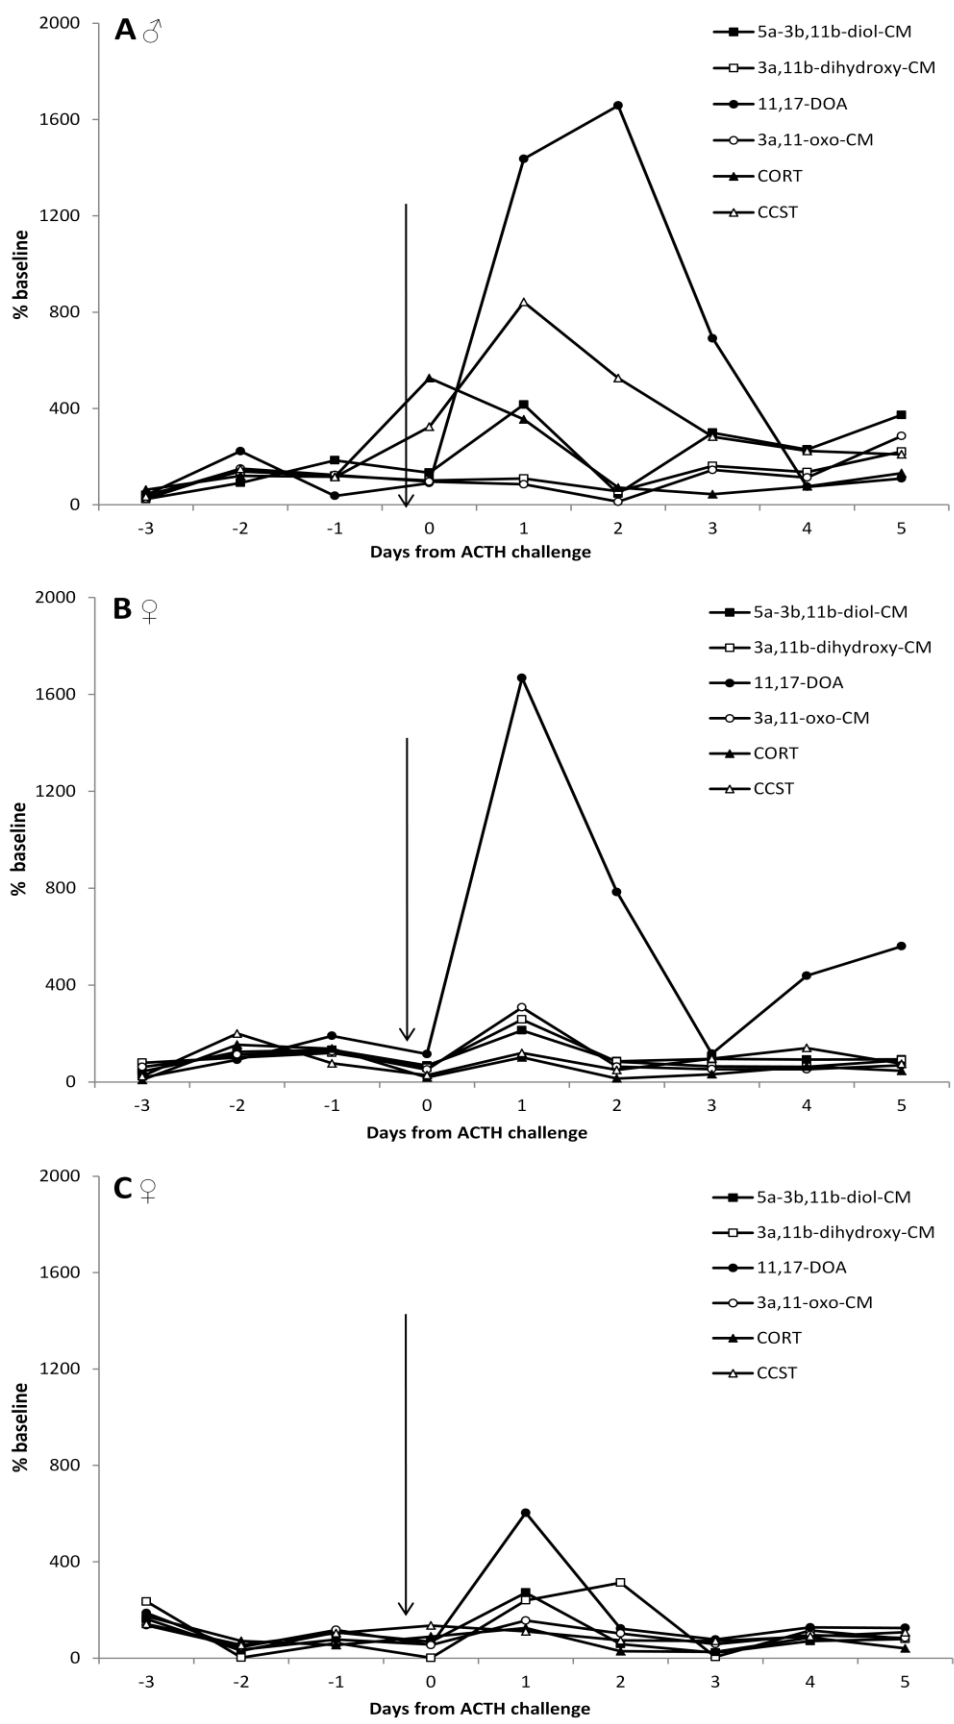 A ♂
2000
1600
1200
800
400
0
% baseline
5a-3b,11b-diol-CM
3a,11b-dihydroxy-CM
11,17-DOA
3a,11-oxo-CM
CORT
CCST
-3 -2 -1 0 1 2 3 4 5
Days from ACTH challenge
B ♀
2000
1600
1200
800
400
0
% baseline
5a-3b,11b-diol-CM
3a,11b-dihydroxy-CM
11,17-DOA
3a,11-oxo-CM
CORT
CCST
-3 -2 -1 0 1 2 3 4 5
Days from ACTH challenge
C ♀
2000
1600
1200
800
400
0
% baseline
5a-3b,11b-diol-CM
3a,11b-dihydroxy-CM
11,17-DOA
3a,11-oxo-CM
CORT
CCST
-3 -2 -1 0 1 2 3 4 5
Days from ACTH challenge